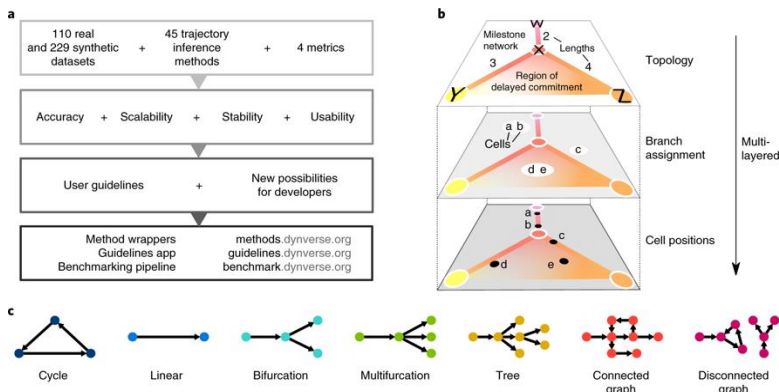 a
110 real
and 229 synthetic
datasets
+
45 trajectory
inference
methods
+
4 metrics
Accuracy + Scalability + Stability + Usability
User guidelines + New possibilities
for developers
Method wrappers methods.dynverse.org
Guidelines app guidelines.dynverse.org
Benchmarking pipeline benchmark.dynverse.org
b
W
Milestone
network
2
Lengths
X
3
4
Region of
delayed commitment
Y
Z
Topology
a b
Cells
c
d e
Branch
assignment
Multi-
layered
a
b
c
d
e
Cell positions
c
Cycle
Linear
Bifurcation
Multifurcation
Tree
Connected
graph
Disconnected
graph